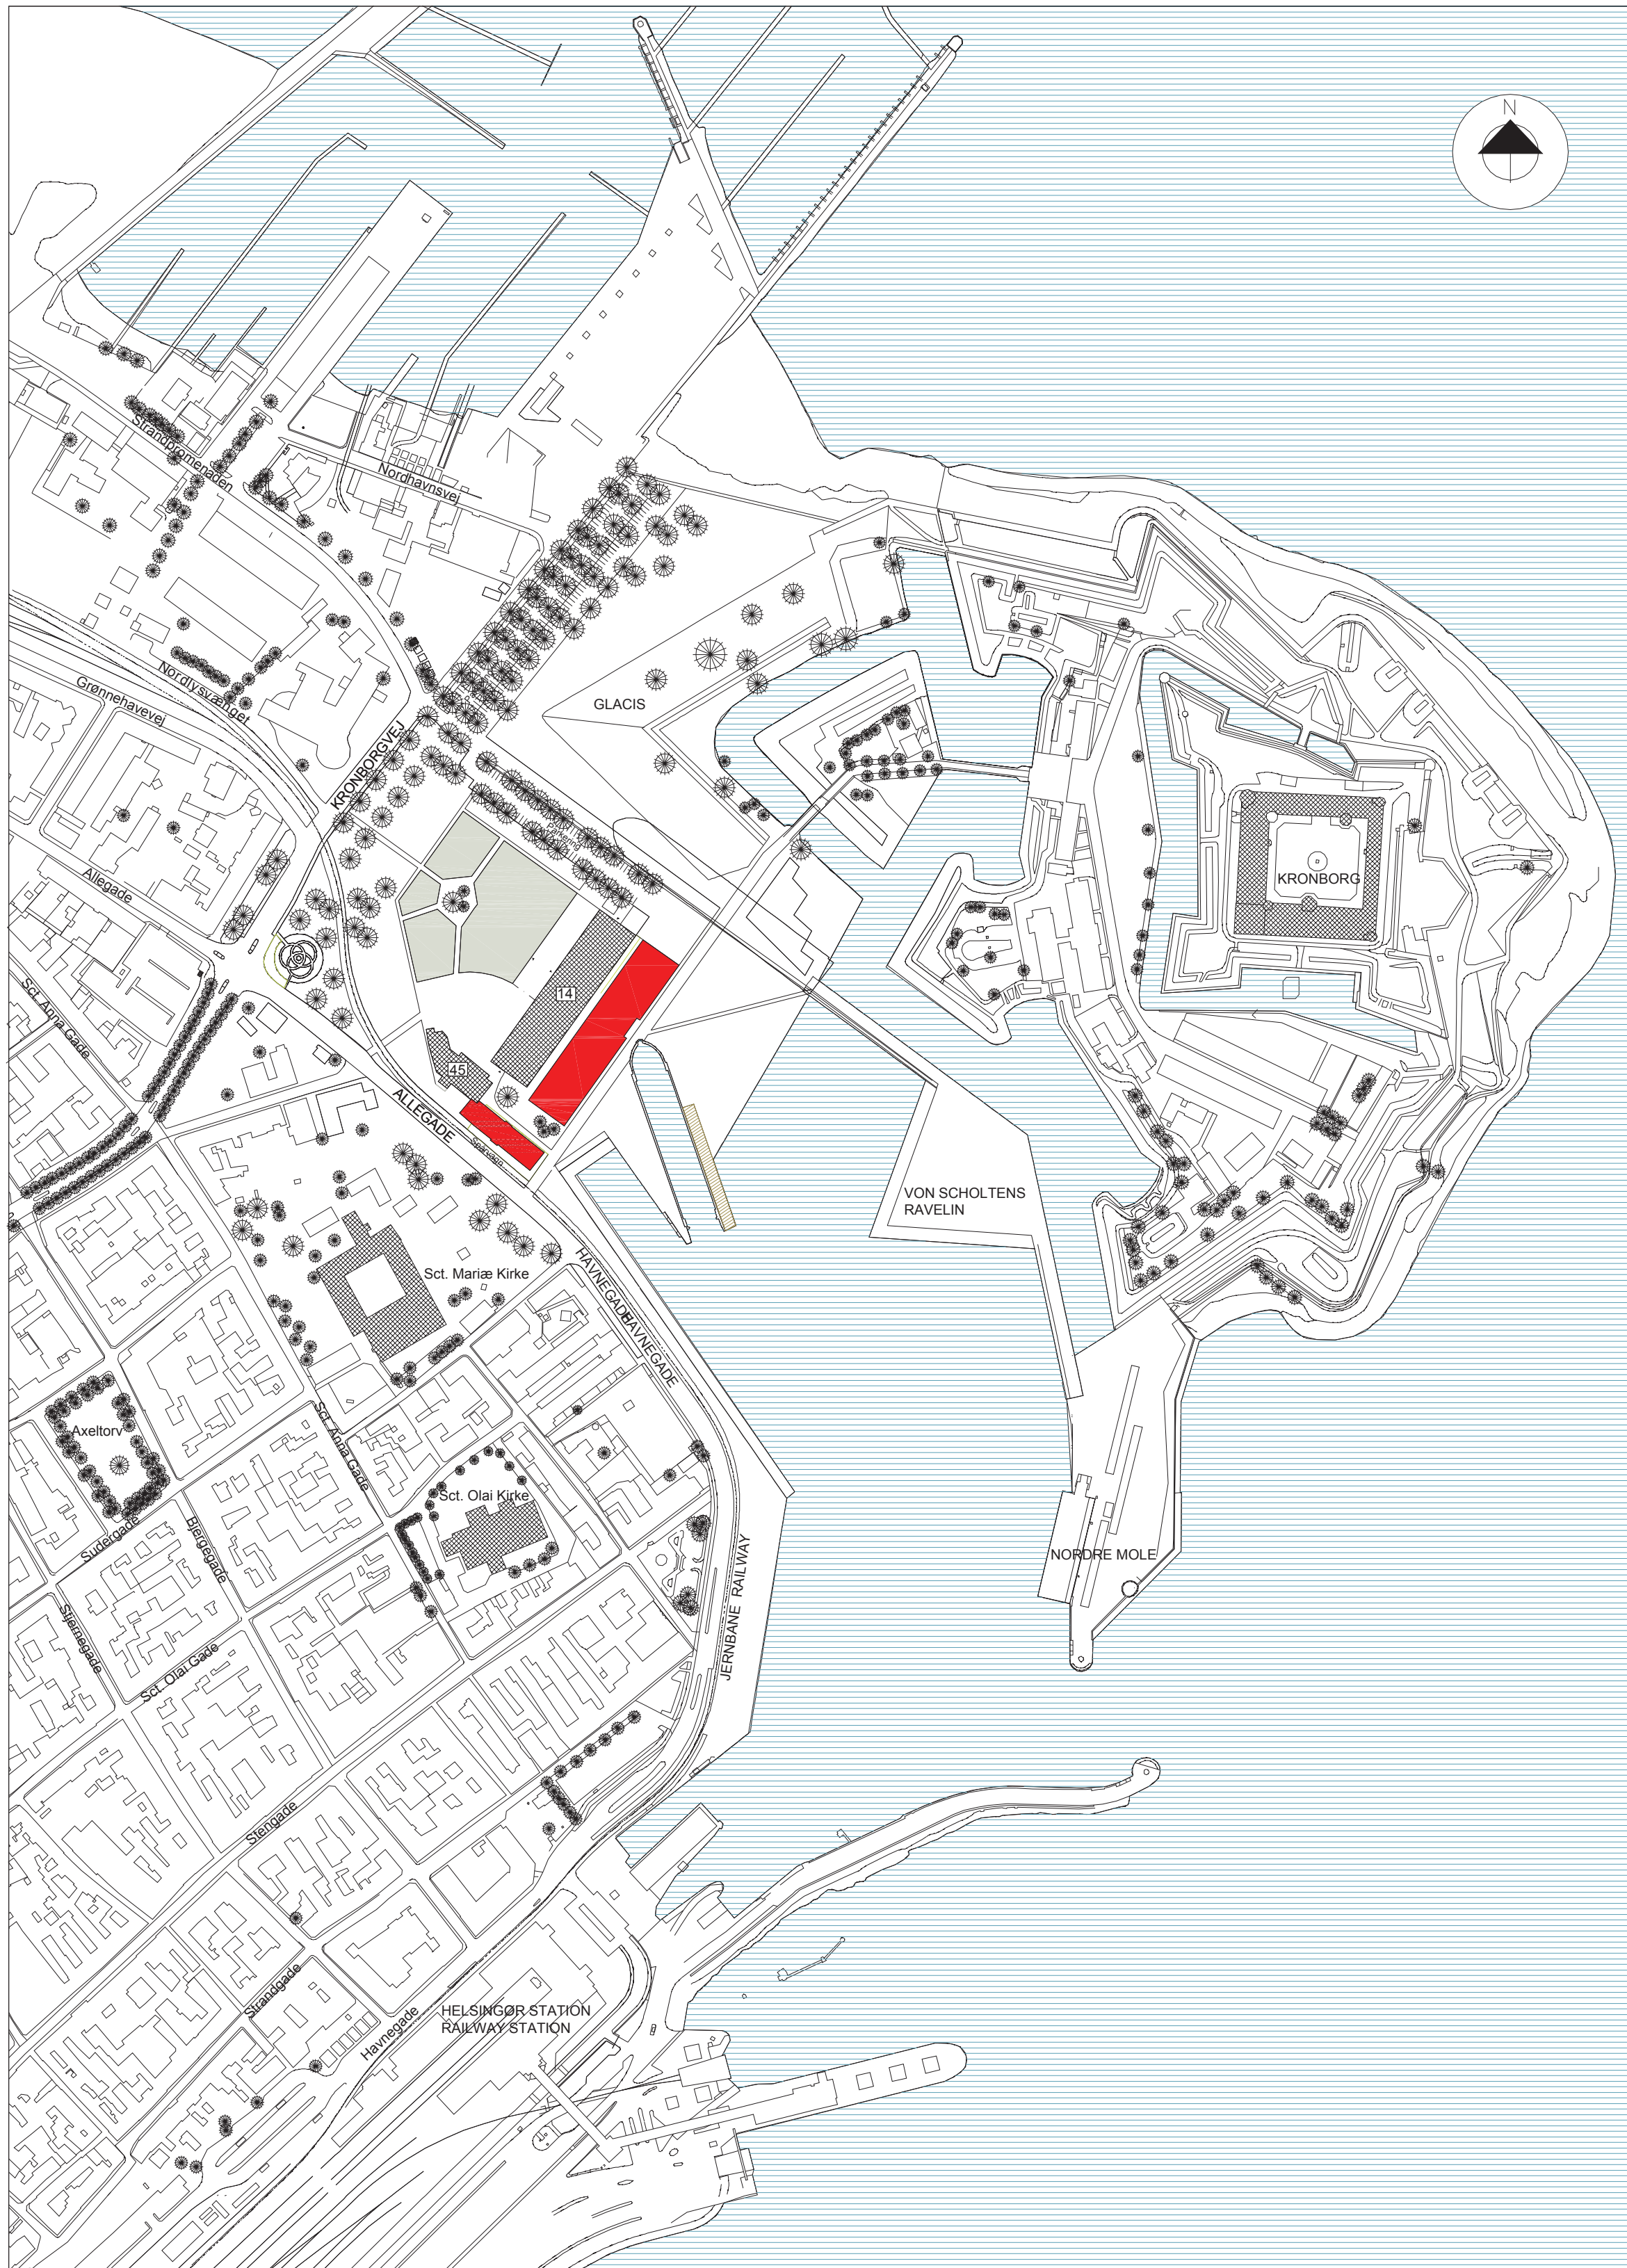 N
Strandpromenaden
Nordhavnsvej
Nordlysvænget
Grønnehavevej
GLACIS
KRONBORGVEJ
Parkering
Allegade
KRONBORG
Sct. Anna Gade
14
45
ALLEGADE
VON SCHOLTENS
RAVELIN
Sct. Mariæ Kirke
HAVNEGADE
HAVNEGADE
Axeltorv
Sct. Anna Gade
Sct. Olai Kirke
Sudergade
Bjergegade
NORDRE MOLE
JERNBANE RAILWAY
Stjernegade
Sct. Olai Gade
Stengade
Strandgade
Havnegade
HELSINGØR STATION
RAILWAY STATION